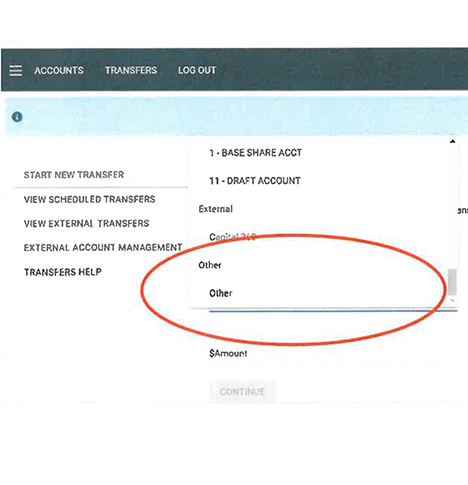 ACCOUNTS TRANSFERS LOG OUT
1 - BASE SHARE ACCT
START NEW TRANSFER
11 - DRAFT ACCOUNT
VIEW SCHEDULED TRANSFERS
External
VIEW EXTERNAL TRANSFERS
Capital 360
EXTERNAL ACCOUNT MANAGEMENT
Other
TRANSFERS HELP
Other
$Amount
CONTINUE